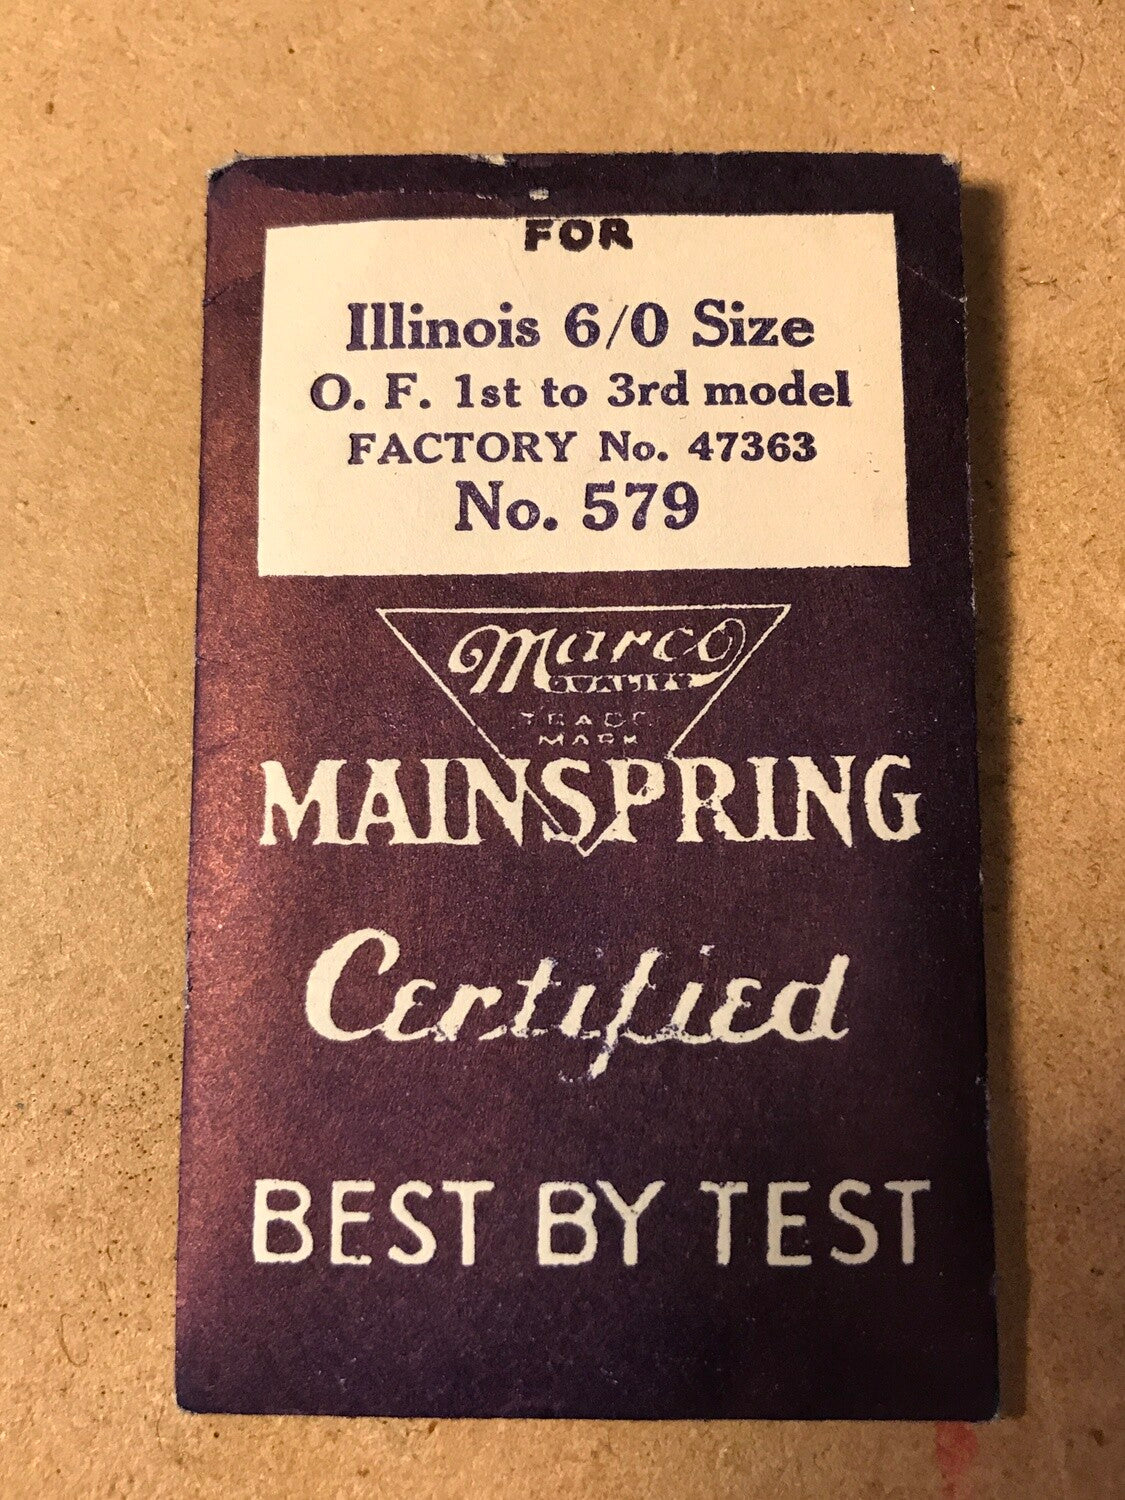 FOR
Illinois 6/0 Size
O. F. 1st to 3rd model
FACTORY No. 47363
No. 579
Marco
QUALITY
TRADE
MARK
MAINSPRING
Certified
BEST BY TEST